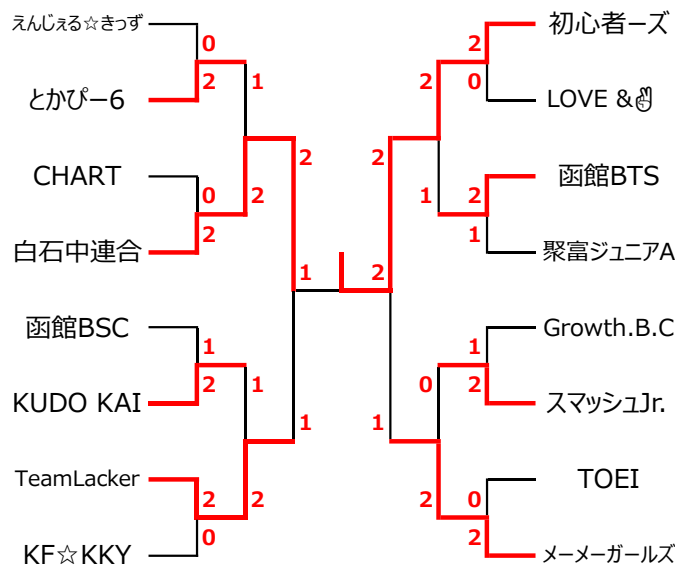 えんじぇる☆きっず
0
2
とかぴー6
1
CHART
0
2
白石中連合
2
2
函館BSC
1
2
KUDO KAI
1
TeamLacker
2
0
KF☆KKY
2
1
1
2
初心者ーズ
2
0
LOVE &✌
2
函館BTS
2
1
聚富ジュニアA
1
2
Growth.B.C
1
2
スマッシュJr.
0
TOEI
0
2
メーメーガールズ
2
1
2